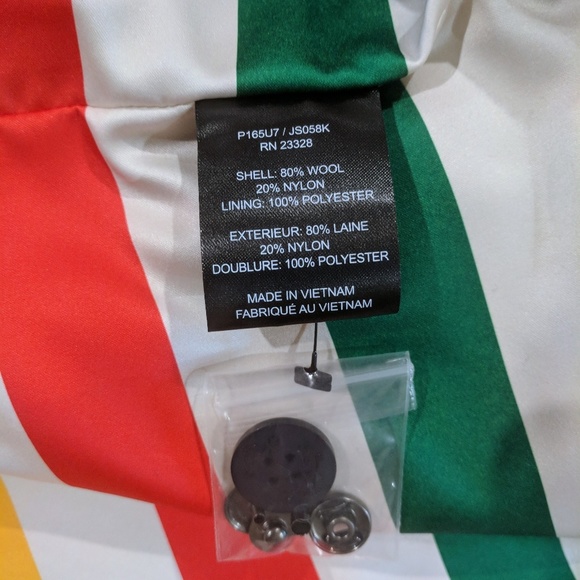 P165U7 / JS058K
RN 23328
SHELL: 80% WOOL
20% NYLON
LINING: 100% POLYESTER
EXTERIEUR: 80% LAINE
20% NYLON
DOUBLURE: 100% POLYESTER
MADE IN VIETNAM
FABRIQUÉ AU VIETNAM